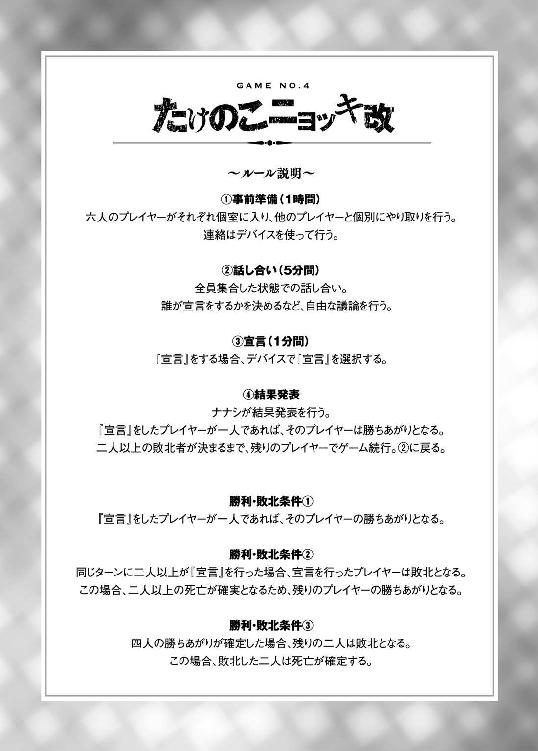 GAME NO.4
たけのこニョッキ改
～ルール説明～
①事前準備(1時間)
六人のプレイヤーがそれぞれ個室に入り、他のプレイヤーと個別にやり取りを行う。
連絡はデバイスを使って行う。
②話し合い(5分間)
全員集合した状態での話し合い。
誰が宣言をするかを決めるなど、自由な議論を行う。
③宣言(1分間)
『宣言』をする場合、デバイスで『宣言』を選択する。
④結果発表
ナナシが結果発表を行う。
『宣言』をしたプレイヤーが一人であれば、そのプレイヤーは勝ちあがりとなる。
二人以上の敗北者が決まるまで、残りのプレイヤーでゲーム続行。②に戻る。
勝利・敗北条件①
『宣言』をしたプレイヤーが一人であれば、そのプレイヤーの勝ちあがりとなる。
勝利・敗北条件②
同じターンに二人以上が『宣言』を行った場合、宣言を行ったプレイヤーは敗北となる。
この場合、二人以上の死亡が確実となるため、残りのプレイヤーの勝ちあがりとなる。
勝利・敗北条件③
四人の勝ちあがりが確定した場合、残りの二人は敗北となる。
この場合、敗北した二人は死亡が確定する。